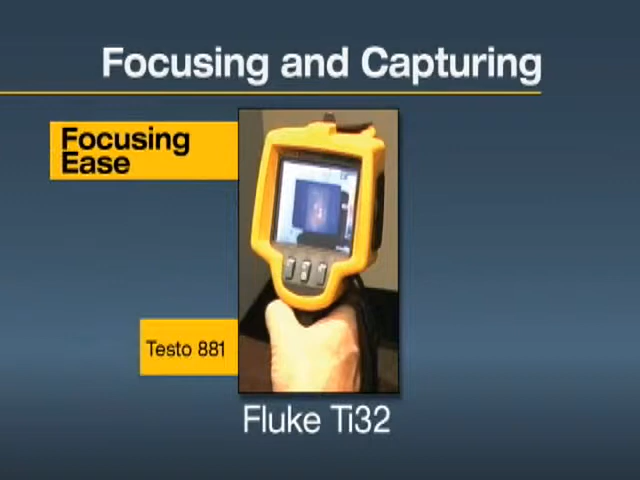 Focusing and Capturing
Focusing
Ease
Testo 881
Fluke Ti32